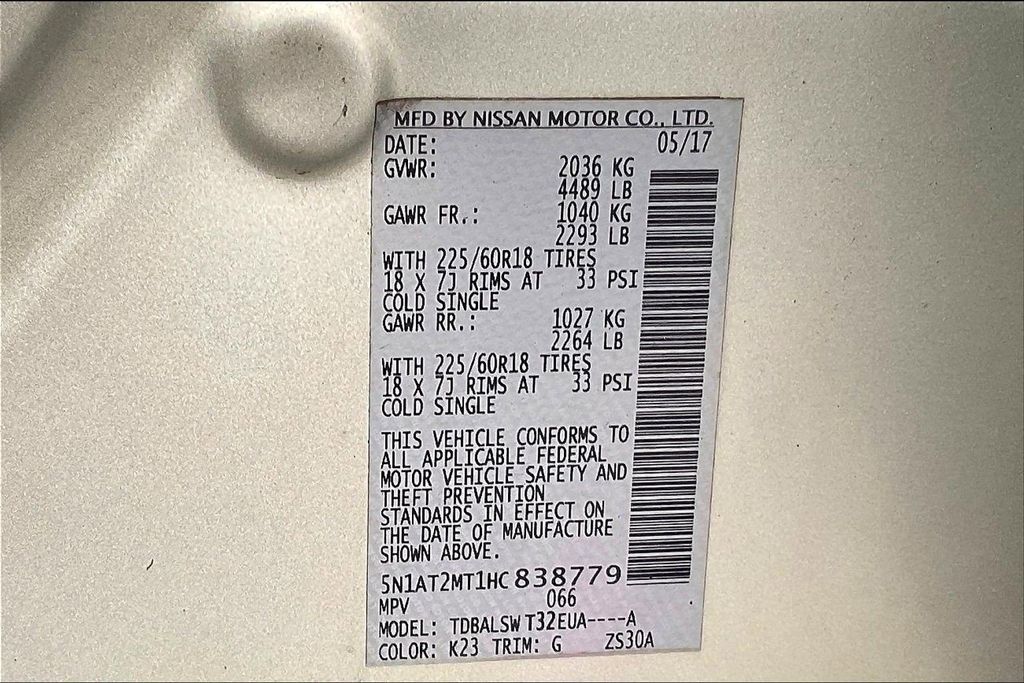 MFD BY NISSAN MOTOR CO., LTD.
DATE: 05/17
GVWR: 2036 KG
4489 LB
GAWR FR.: 1040 KG
2293 LB
WITH 225/60R18 TIRES
18 X 7J RIMS AT 33 PSI
COLD SINGLE
GAWR RR.: 1027 KG
2264 LB
WITH 225/60R18 TIRES
18 X 7J RIMS AT 33 PSI
COLD SINGLE
THIS VEHICLE CONFORMS TO
ALL APPLICABLE FEDERAL
MOTOR VEHICLE SAFETY AND
THEFT PREVENTION
STANDARDS IN EFFECT ON
THE DATE OF MANUFACTURE
SHOWN ABOVE.
5N1AT2MT1HC838779
MPV 066
MODEL: TDBALSW T32EUA----A
COLOR: K23 TRIM: G ZS30A